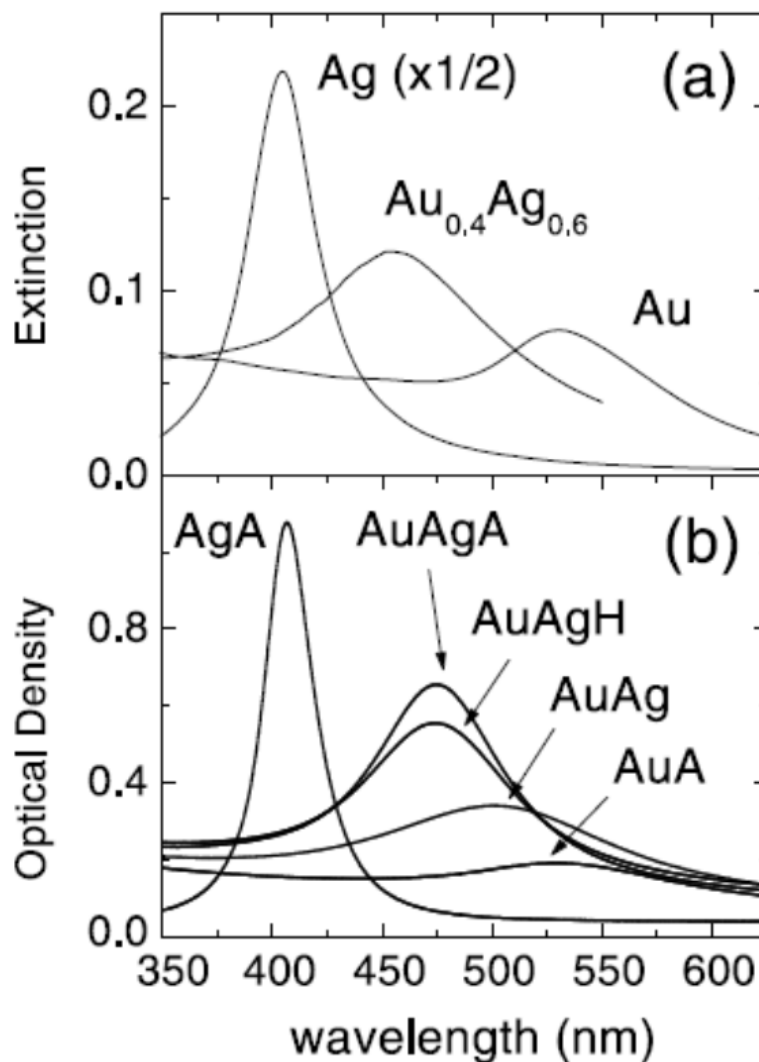 Ag (x1/2)
(a)
0.2
Au0.4Ag0.6
Extinction
0.1
Au
0.0
AgA
AuAgA
(b)
0.8
AuAgH
AuAg
Optical Density
0.4
AuA
0.0
350 400 450 500 550 600
wavelength (nm)